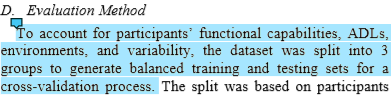 D. Evaluation Method
To account for participants' functional capabilities, ADLs,
environments, and variability, the dataset was split into 3
groups to generate balanced training and testing sets for a
cross-validation process. The split was based on participants